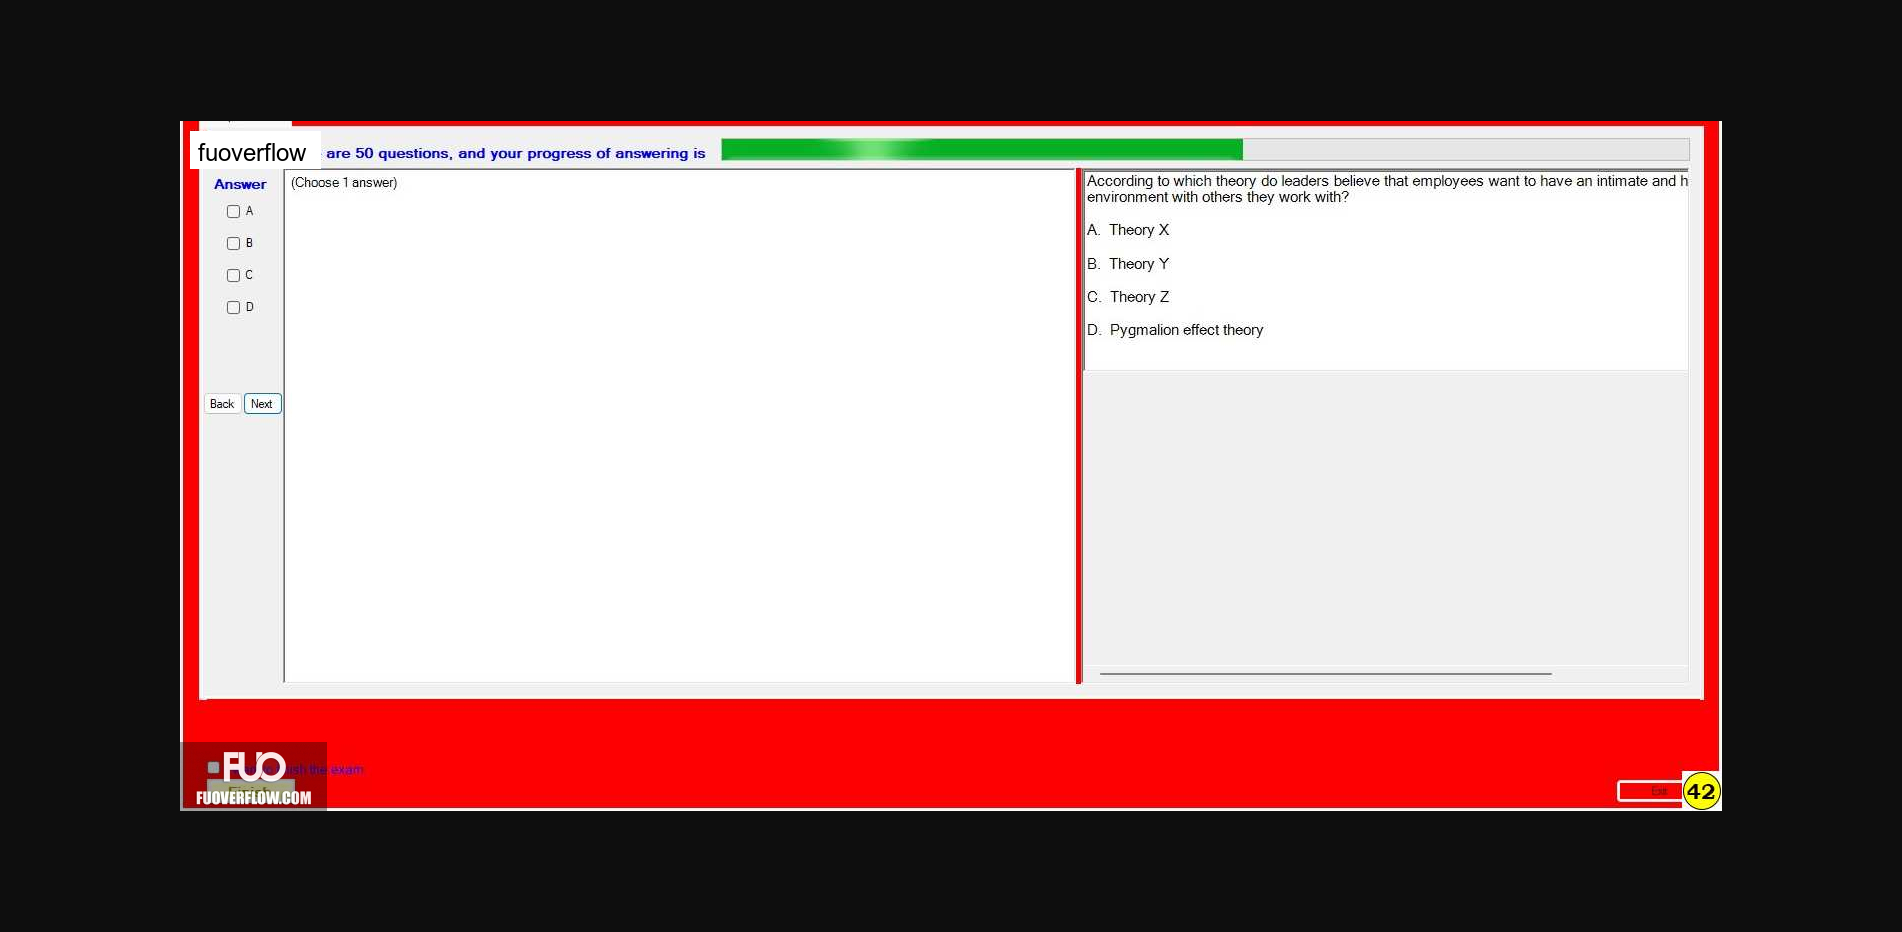 fuoverflow
are 50 questions, and your progress of answering is
Answer
(Choose 1 answer)
A
B
C
D
Back Next
According to which theory do leaders believe that employees want to have an intimate and h
environment with others they work with?
A. Theory X
B. Theory Y
C. Theory Z
D. Pygmalion effect theory
the exam
FUO
Finish
FUOVERFLOW.COM
Exit
42